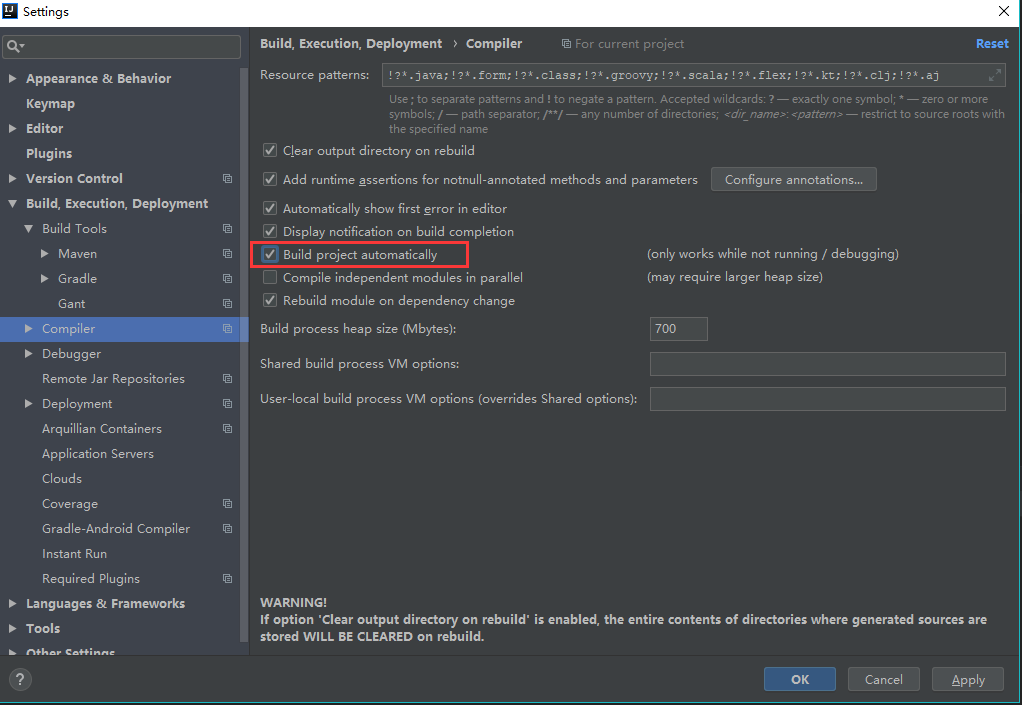 IJ Settings
Build, Execution, Deployment › Compiler For current project Reset
Appearance & Behavior
Keymap
Editor
Plugins
Version Control
Build, Execution, Deployment
Build Tools
Maven
Gradle
Gant
Compiler
Debugger
Remote Jar Repositories
Deployment
Arquillian Containers
Application Servers
Clouds
Coverage
Gradle-Android Compiler
Instant Run
Required Plugins
Languages & Frameworks
Tools
Other Settings
Resource patterns: !?*.java;!?*.form;!?*.class;!?*.groovy;!?*.scala;!?*.flex;!?*.kt;!?*.clj;!?*.aj
Use ; to separate patterns and ! to negate a pattern. Accepted wildcards: ? — exactly one symbol; * — zero or more
symbols; / — path separator; /**/ — any number of directories; <dir_name>:<pattern> — restrict to source roots with
the specified name
Clear output directory on rebuild
Add runtime assertions for notnull-annotated methods and parameters Configure annotations...
Automatically show first error in editor
Display notification on build completion
Build project automatically (only works while not running / debugging)
Compile independent modules in parallel (may require larger heap size)
Rebuild module on dependency change
Build process heap size (Mbytes): 700
Shared build process VM options:
User-local build process VM options (overrides Shared options):
WARNING!
If option 'Clear output directory on rebuild' is enabled, the entire contents of directories where generated sources are
stored WILL BE CLEARED on rebuild.
? OK Cancel Apply